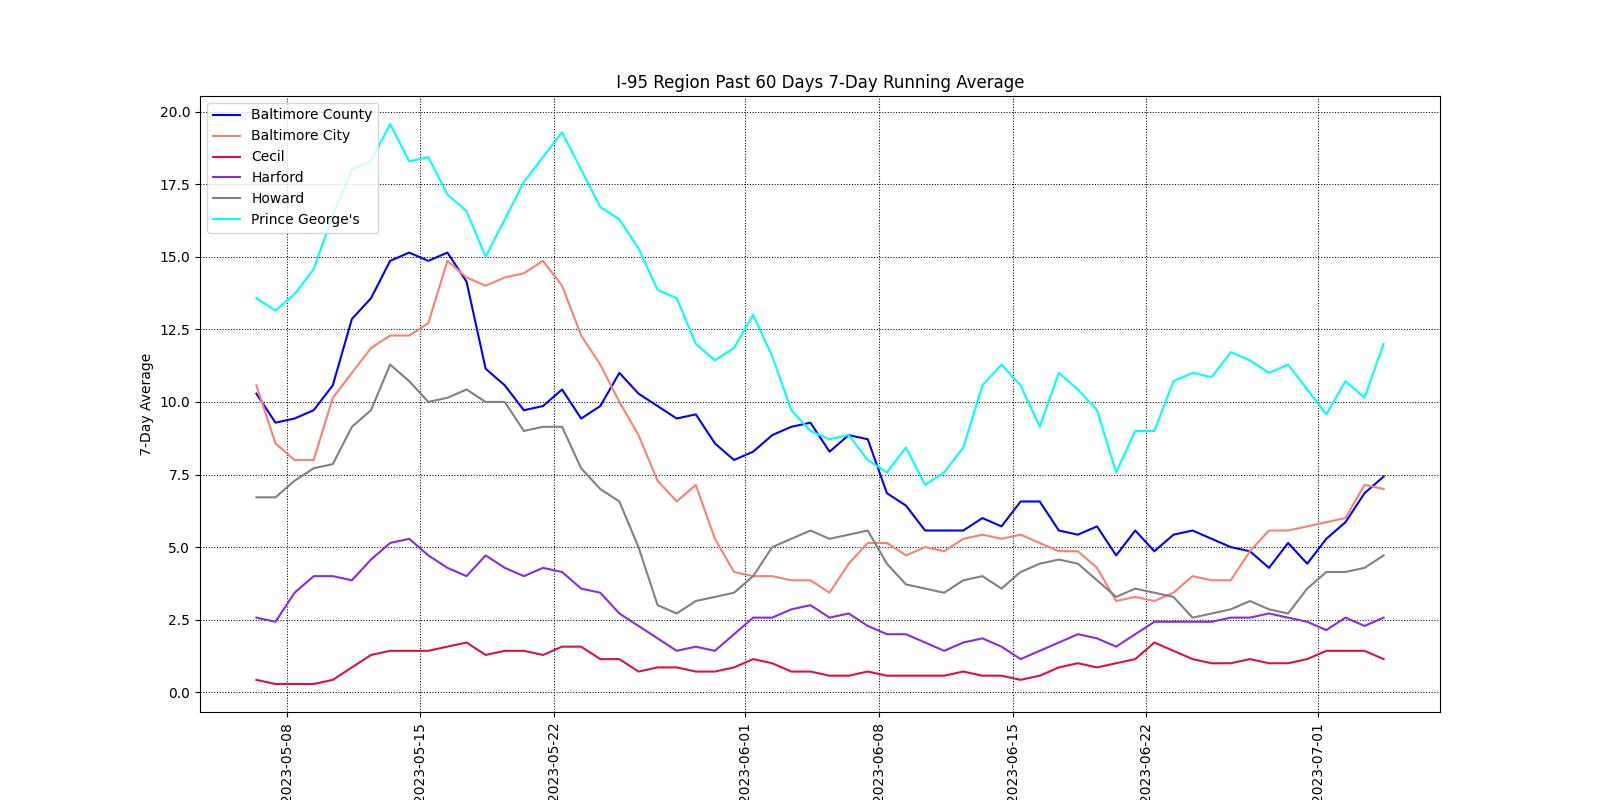 I-95 Region Past 60 Days 7-Day Running Average
Baltimore County
Baltimore City
Cecil
Harford
Howard
Prince George's
7-Day Average
20.0
17.5
15.0
12.5
10.0
7.5
5.0
2.5
0.0
2023-05-08
2023-05-15
2023-05-22
2023-06-01
2023-06-08
2023-06-15
2023-06-22
2023-07-01